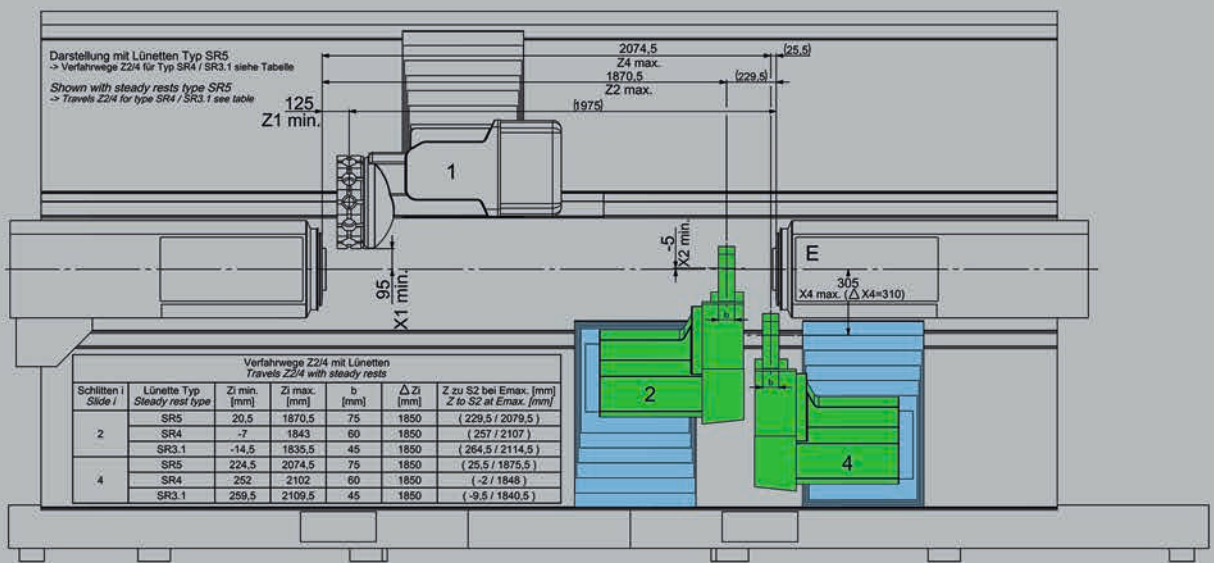 Darstellung mit Lünetten Typ SR5
-> Verfahrwege Z2/4 für Typ SR4 / SR3.1 siehe Tabelle
Shown with steady rests type SR5
-> Travels Z2/4 for type SR4 / SR3.1 see table
2074,5
Z4 max.
(25,5)
1870,5
Z2 max.
(229,5)
125
Z1 min.
(1975)
1
95
X1 min.
-5
X2 min.
E
305
X4 max. (△ X4=310)
b
b
2
4
Verfahrwege Z2/4 mit Lünetten
Travels Z2/4 with steady rests
Schlitten i Lünette Typ Zi min. Zi max. b △ Zi Z zu S2 bei Emax. [mm]
Slide i Steady rest type [mm] [mm] [mm] [mm] Z to S2 at Emax. [mm]
2
SR5 20,5 1870,5 75 1850 ( 229,5 / 2079,5 )
SR4 -7 1843 60 1850 ( 257 / 2107 )
SR3.1 -14,5 1835,5 45 1850 ( 264,5 / 2114,5 )
4
SR5 224,5 2074,5 75 1850 ( 25,5 / 1875,5 )
SR4 252 2102 60 1850 ( -2 / 1848 )
SR3.1 259,5 2109,5 45 1850 ( -9,5 / 1840,5 )